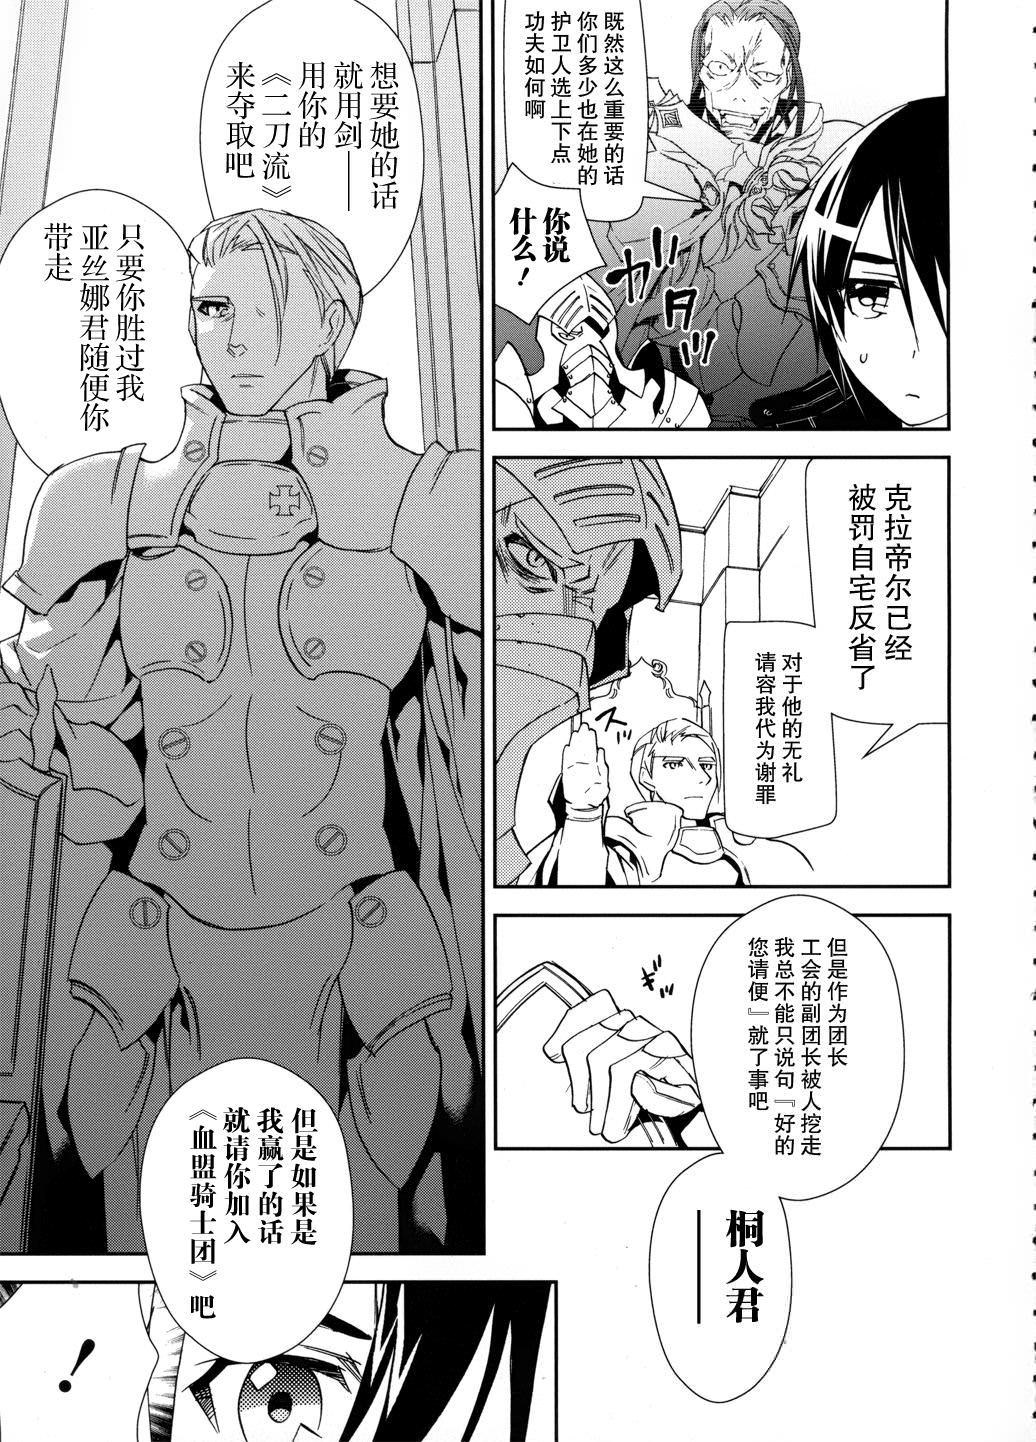 既然这么重要的话
你们多少也在她的
护卫人选上下点
功夫如何啊
你说
什么！
ガタ
克拉帝尔已经
被罚自宅反省了
对于他的无礼
请容我代为谢罪
スッ
但是作为团长
工会的副团长被人挖走
我总不能只说句『好的
您请便』就了事吧
ギュ
桐人君
——
想要她的话
就用剑——
用你的
《二刀流》
来夺取吧
只要你胜过我
亚丝娜君随便你
带走
但是如果是
我赢了的话
就请你加入
《血盟骑士团》吧
！